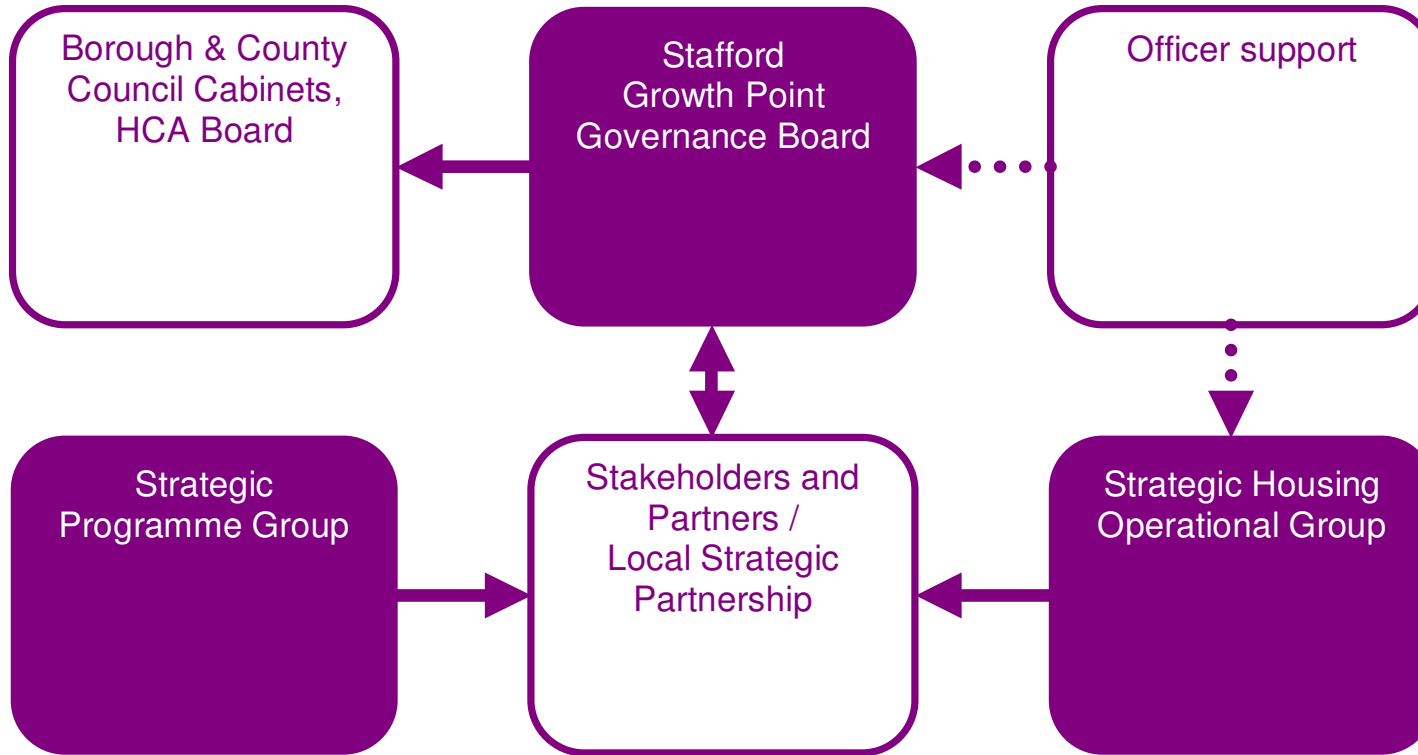 Borough & County
Council Cabinets,
HCA Board
Stafford
Growth Point
Governance Board
Officer support
Strategic
Programme Group
Stakeholders and
Partners /
Local Strategic
Partnership
Strategic Housing
Operational Group